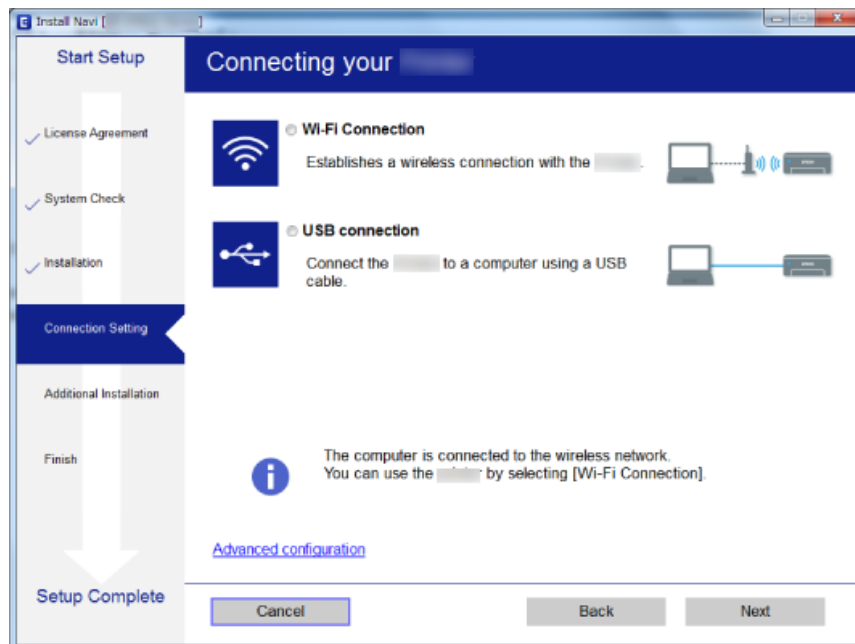 Install Navi [ ]
Start Setup
Connecting your
License Agreement
System Check
Installation
Connection Setting
Additional Installation
Finish
Setup Complete
Wi-Fi Connection
Establishes a wireless connection with the .
USB connection
Connect the to a computer using a USB
cable.
The computer is connected to the wireless network.
You can use the by selecting [Wi-Fi Connection].
Advanced configuration
Cancel
Back
Next